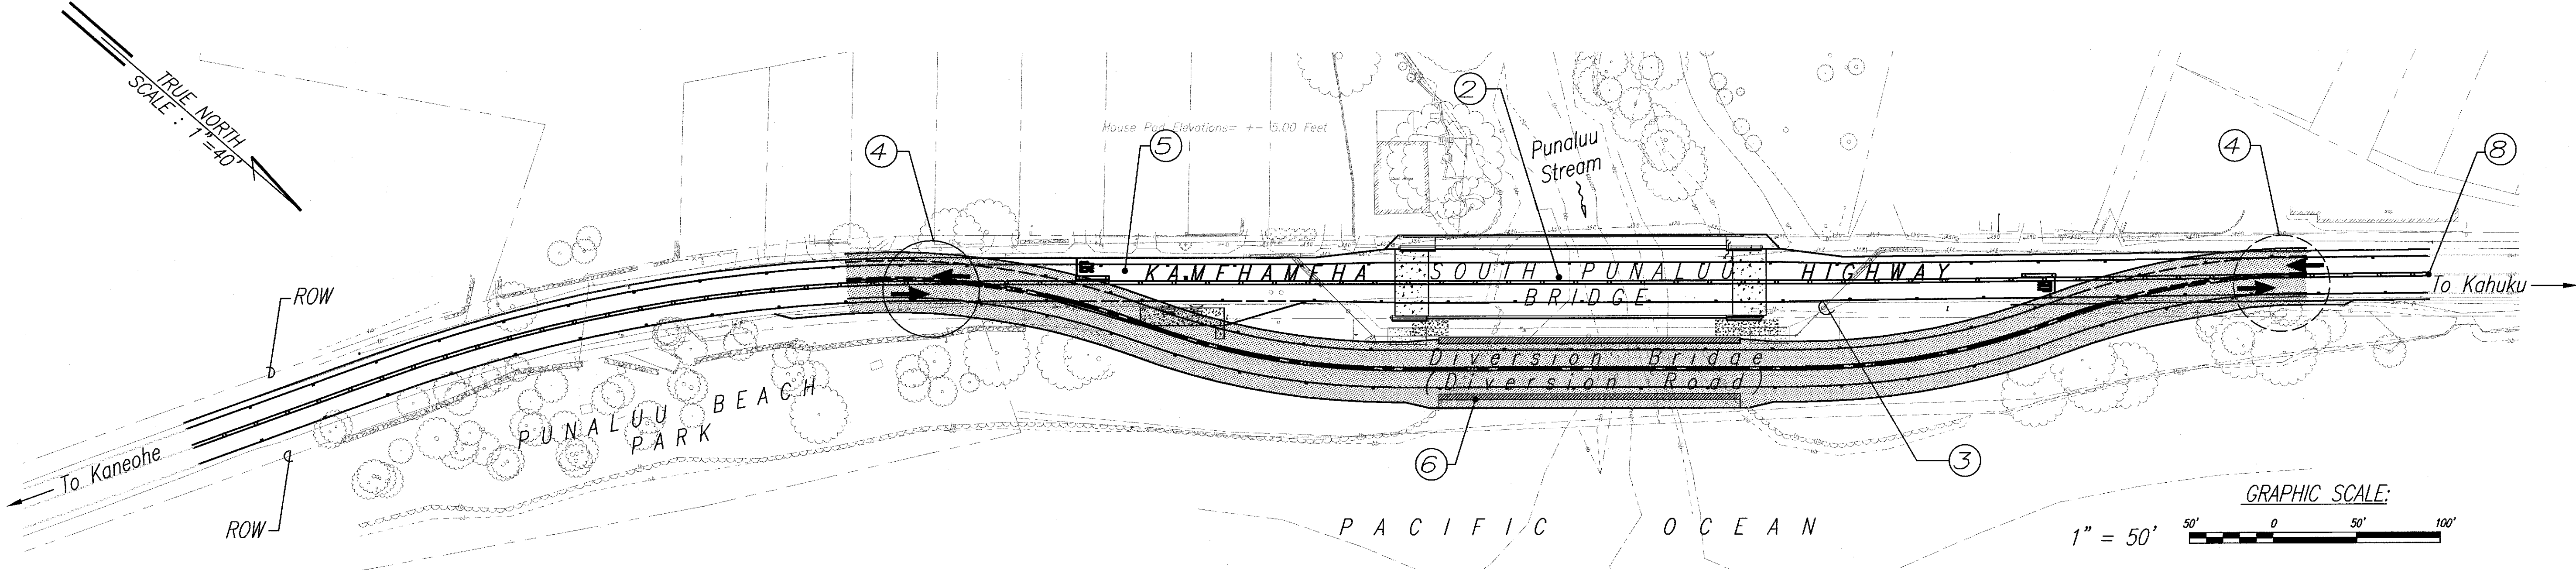 TRUE NORTH
SCALE : 1"=40'
House Pad Elevations= +- 5.00 Feet
2
Punaluu
Stream
4
5
4
8
KAMEHAMEHA
SOUTH PUNALUU
HIGHWAY
BRIDGE
To Kahuku
ROW
Diversion Bridge
(Diversion Road)
PUNALUU BEACH
PARK
To Kaneohe
6
3
ROW
PACIFIC OCEAN
GRAPHIC SCALE:
1" = 50'
50' 0 50' 100'